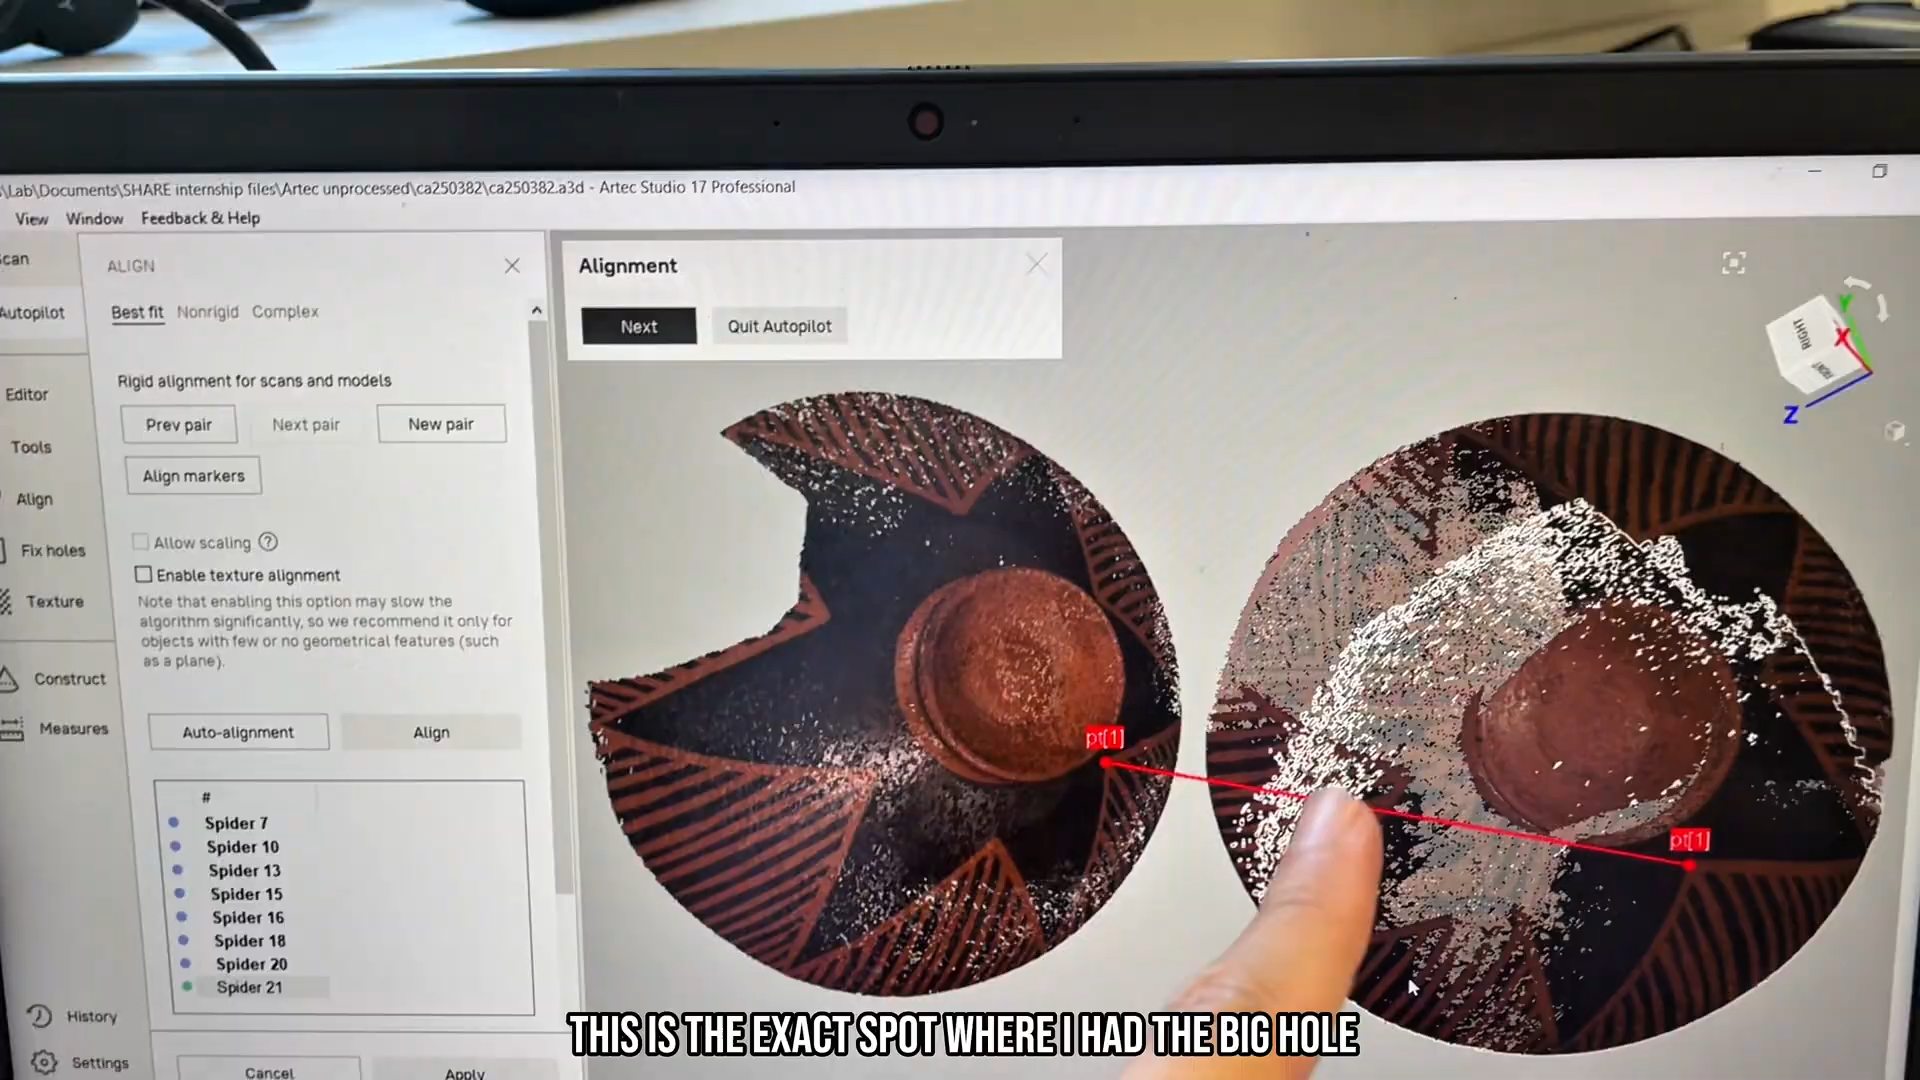 \Lab\Documents\SHARE internship files\Artec unprocessed\ca250382\ca250382.a3d - Artec Studio 17 Professional
View Window Feedback & Help
can
Autopilot
Editor
Tools
Align
Fix holes
Texture
Construct
Measures
History
Settings
ALIGN
Best fit Nonrigid Complex
Rigid alignment for scans and models
Prev pair Next pair New pair
Align markers
Allow scaling ?
Enable texture alignment
Note that enabling this option may slow the
algorithm significantly, so we recommend it only for
objects with few or no geometrical features (such
as a plane).
Auto-alignment Align
#
Spider 7
Spider 10
Spider 13
Spider 15
Spider 16
Spider 18
Spider 20
Spider 21
Cancel Apply
Alignment
Next Quit Autopilot
Y
X
RIGHT
FRONT
Z
pt[1]
pt[1]
THIS IS THE EXACT SPOT WHERE I HAD THE BIG HOLE